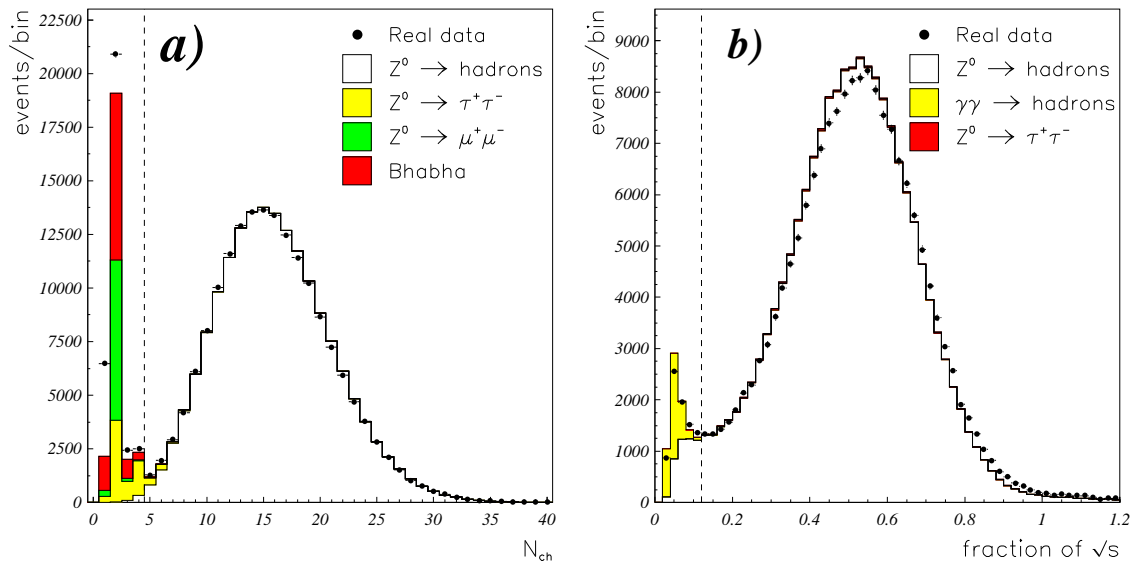 a)
events/bin
22500
20000
17500
15000
12500
10000
7500
5000
2500
0
Real data
Z⁰ → hadrons
Z⁰ → τ⁺τ⁻
Z⁰ → μ⁺μ⁻
Bhabha
0 5 10 15 20 25 30 35 40
N_ch
b)
events/bin
9000
8000
7000
6000
5000
4000
3000
2000
1000
0
Real data
Z⁰ → hadrons
γγ → hadrons
Z⁰ → τ⁺τ⁻
0 0.2 0.4 0.6 0.8 1 1.2
fraction of √s